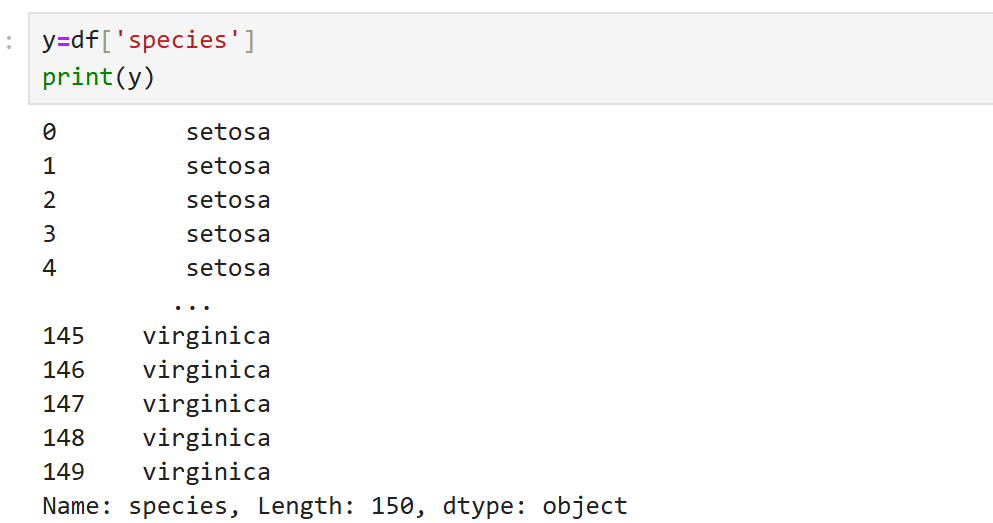 :
y=df['species']
print(y)
0         setosa
1         setosa
2         setosa
3         setosa
4         setosa
         ...
145    virginica
146    virginica
147    virginica
148    virginica
149    virginica
Name: species, Length: 150, dtype: object